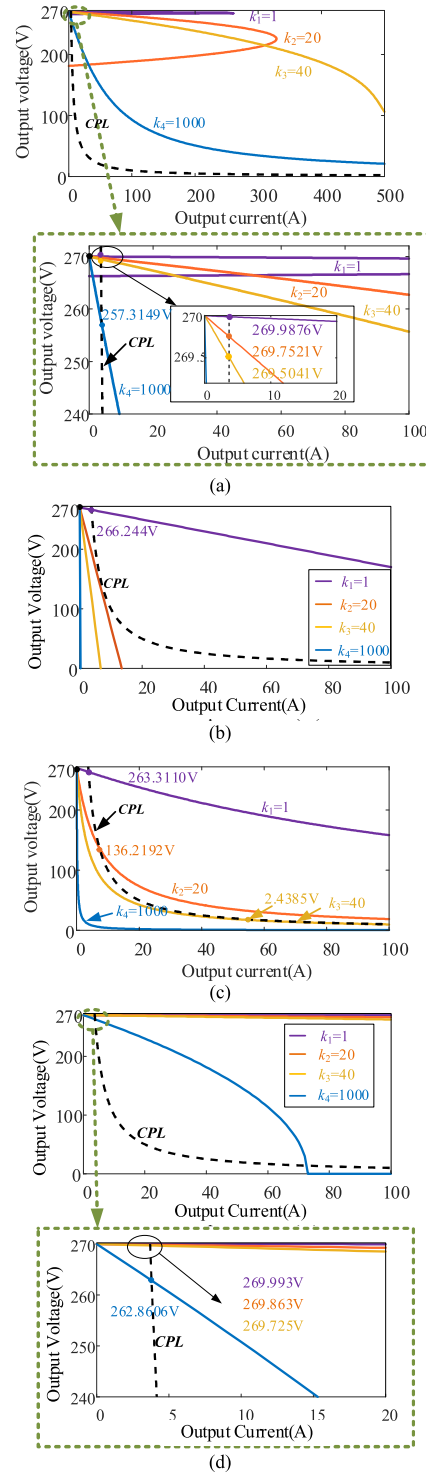 Output voltage(V)
270
200
100
0
k₁=1
k₂=20
k₃=40
k₄=1000
CPL
0 100 200 300 400 500
Output current(A)
Output voltage(V)
270
260
250
240
k₁=1
k₂=20
k₃=40
257.3149V
CPL
k₄=1000
270
269.5
269.9876V
269.7521V
269.5041V
0 10 20
0 20 40 60 80 100
Output current(A)
(a)
Output Voltage(V)
270
200
100
0
266.244V
CPL
k₁=1
k₂=20
k₃=40
k₄=1000
0 20 40 60 80 100
Output Current(A)
(b)
Output voltage(V)
270
200
100
0
263.3110V
CPL
k₁=1
136.2192V
k₂=20
2.4385V
k₃=40
k₄=1000
0 20 40 60 80 100
Output current(A)
(c)
Output Voltage(V)
270
200
100
0
k₁=1
k₂=20
k₃=40
k₄=1000
CPL
0 20 40 60 80 100
Output Current(A)
Output Voltage(V)
270
260
250
240
269.993V
269.863V
269.725V
262.8606V
CPL
0 5 10 15 20
Output Current(A)
(d)